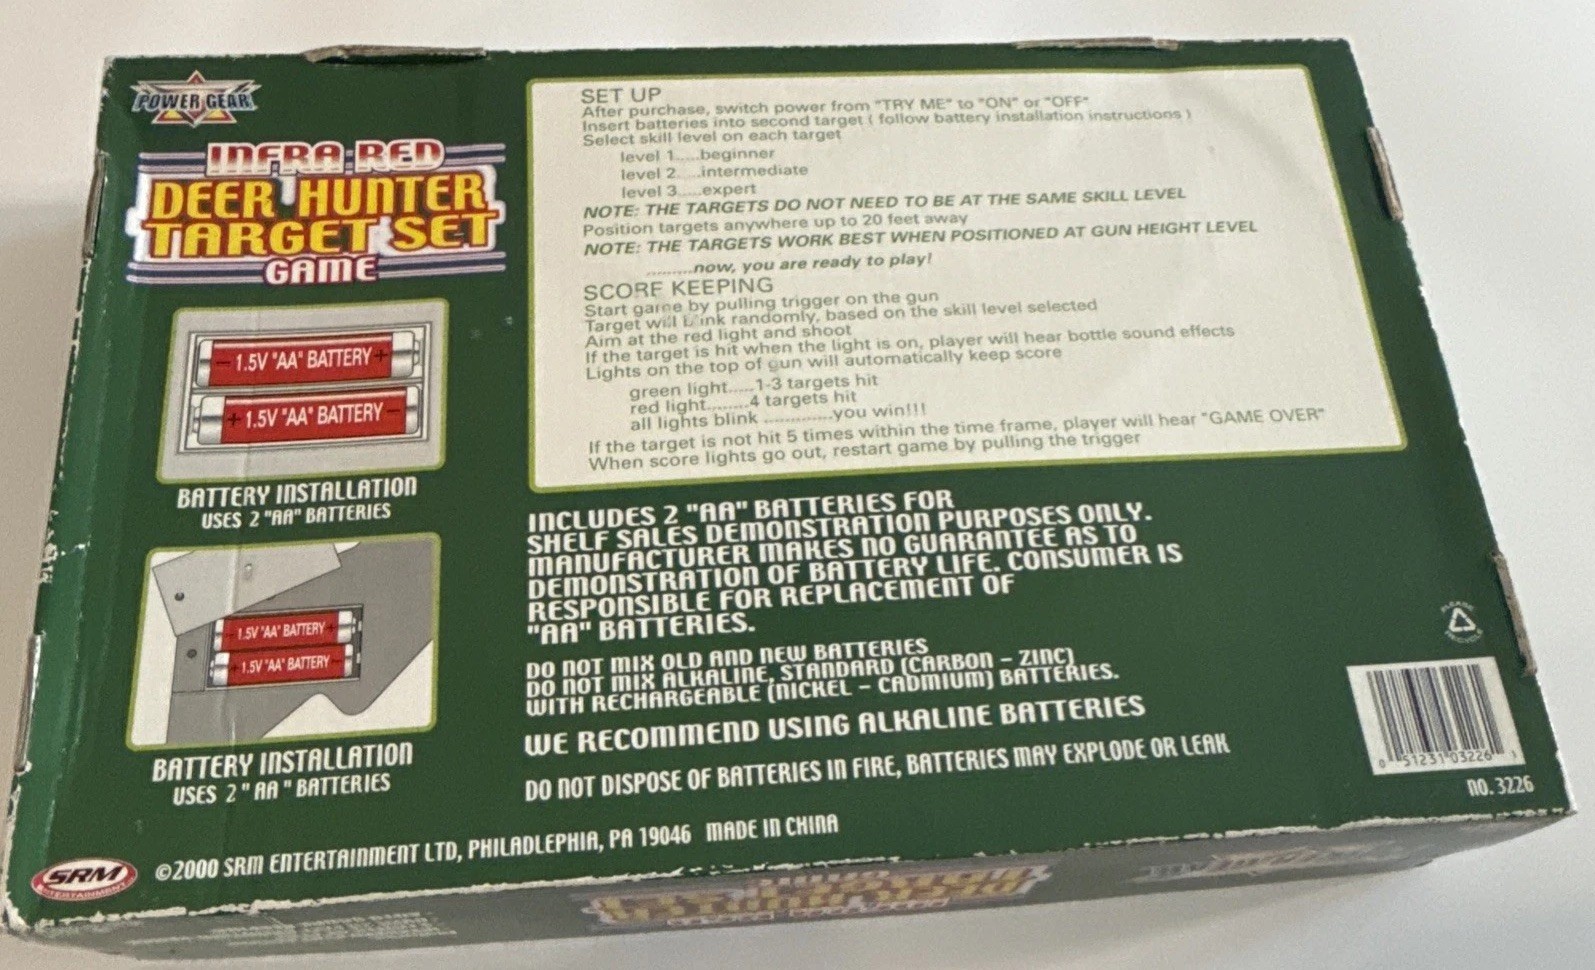 POWER GEAR
INFRA RED
DEER HUNTER
TARGET SET
GAME
- 1.5V "AA" BATTERY +
+ 1.5V "AA" BATTERY -
BATTERY INSTALLATION
USES 2 "AA" BATTERIES
- 1.5V "AA" BATTERY +
+ 1.5V "AA" BATTERY -
BATTERY INSTALLATION
USES 2 "AA" BATTERIES
SET UP
After purchase, switch power from "TRY ME" to "ON" or "OFF"
Insert batteries into second target ( follow battery installation instructions )
Select skill level on each target
level 1.....beginner
level 2.....intermediate
level 3.....expert
NOTE: THE TARGETS DO NOT NEED TO BE AT THE SAME SKILL LEVEL
Position targets anywhere up to 20 feet away
NOTE: THE TARGETS WORK BEST WHEN POSITIONED AT GUN HEIGHT LEVEL
.........now, you are ready to play!
SCORE KEEPING
Start game by pulling trigger on the gun
Target will blink randomly, based on the skill level selected
Aim at the red light and shoot
If the target is hit when the light is on, player will hear bottle sound effects
Lights on the top of gun will automatically keep score
green light.....1-3 targets hit
red light........4 targets hit
all lights blink .............you win!!!
If the target is not hit 5 times within the time frame, player will hear "GAME OVER"
When score lights go out, restart game by pulling the trigger
INCLUDES 2 "AA" BATTERIES FOR
SHELF SALES DEMONSTRATION PURPOSES ONLY.
MANUFACTURER MAKES NO GUARANTEE AS TO
DEMONSTRATION OF BATTERY LIFE. CONSUMER IS
RESPONSIBLE FOR REPLACEMENT OF
"AA" BATTERIES.
DO NOT MIX OLD AND NEW BATTERIES
DO NOT MIX ALKALINE, STANDARD (CARBON - ZINC)
WITH RECHARGEABLE (NICKEL - CADMIUM) BATTERIES.
WE RECOMMEND USING ALKALINE BATTERIES
DO NOT DISPOSE OF BATTERIES IN FIRE, BATTERIES MAY EXPLODE OR LEAK
PLEASE
RECYCLE
0 51231 03226 1
NO. 3226
SRM
ENTERTAINMENT
©2000 SRM ENTERTAINMENT LTD, PHILADLEPHIA, PA 19046 MADE IN CHINA